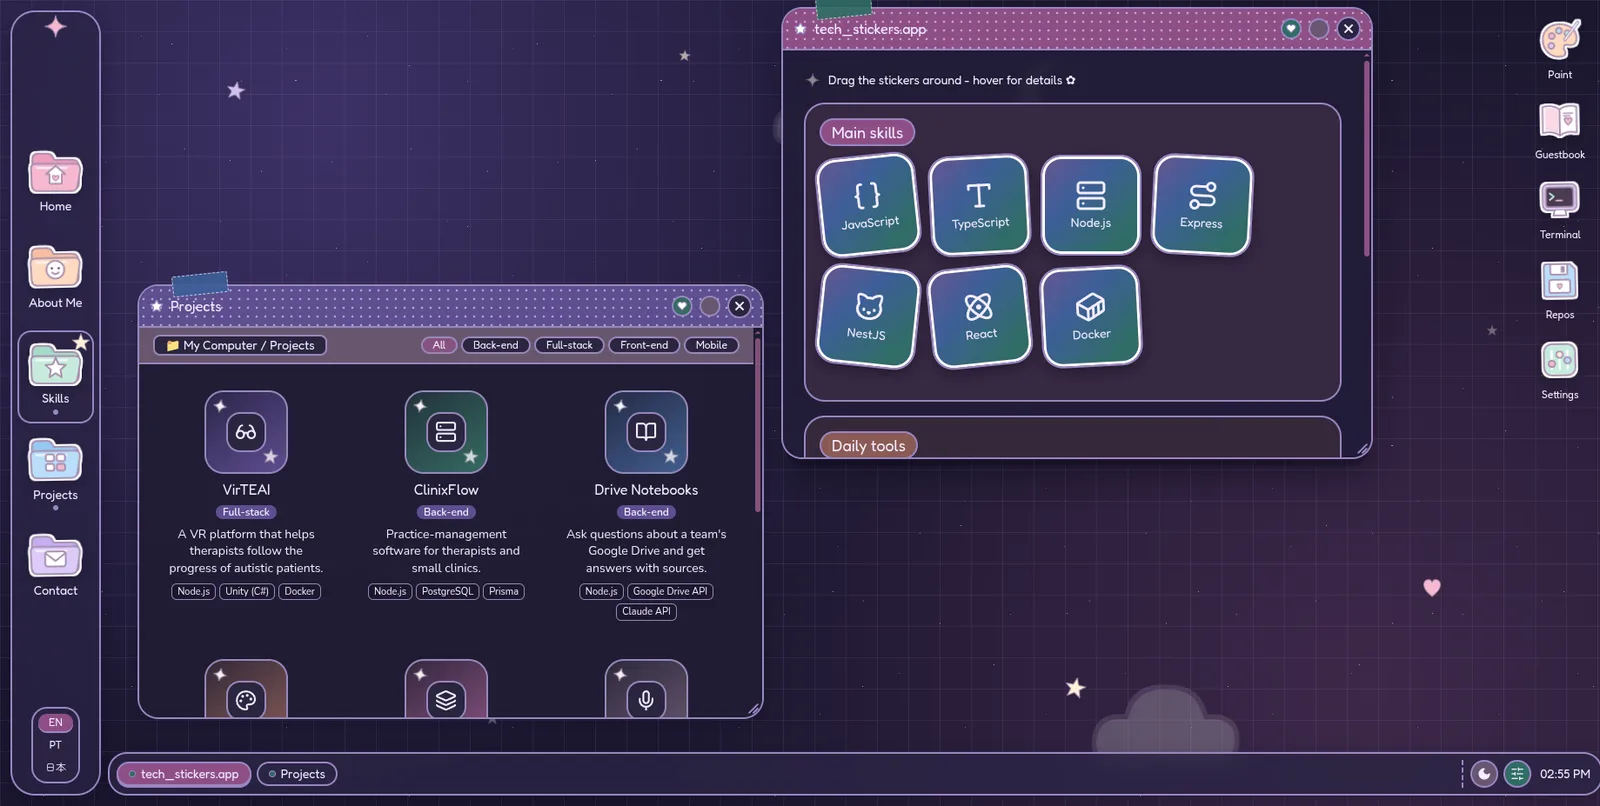 Home
About Me
Skills
Projects
Contact
EN
PT
日本
Projects
My Computer / Projects
All
Back-end
Full-stack
Front-end
Mobile
VirTEAI
Full-stack
A VR platform that helps
therapists follow the
progress of autistic patients.
Node.js
Unity (C#)
Docker
ClinixFlow
Back-end
Practice-management
software for therapists and
small clinics.
Node.js
PostgreSQL
Prisma
Drive Notebooks
Back-end
Ask questions about a team's
Google Drive and get
answers with sources.
Node.js
Google Drive API
Claude API
tech_stickers.app
Drag the stickers around - hover for details
Main skills
JavaScript
TypeScript
Node.js
Express
NestJS
React
Docker
Daily tools
Paint
Guestbook
Terminal
Repos
Settings
tech_stickers.app
Projects
02:55 PM